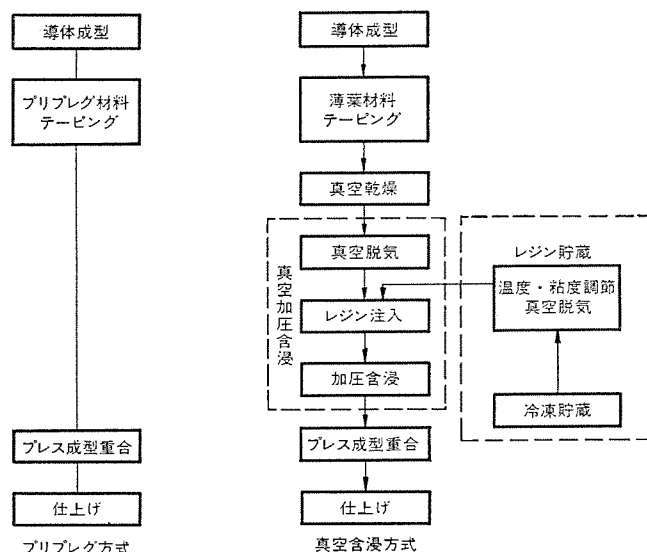 導体成型
プリプレグ材料
テーピング
プレス成型重合
仕上げ
プリプレグ方式
導体成型
薄葉材料
テーピング
真空乾燥
真空加圧含浸
真空脱気
レジン注入
加圧含浸
プレス成型重合
仕上げ
真空含浸方式
レジン貯蔵
温度・粘度調節
真空脱気
冷凍貯蔵